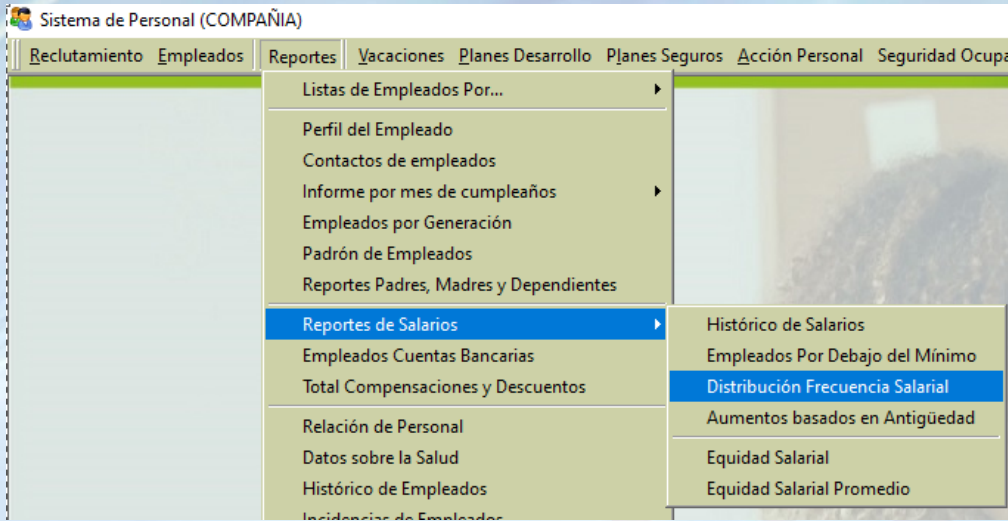 Sistema de Personal (COMPAÑIA)
Reclutamiento Empleados Reportes Vacaciones Planes Desarrollo Planes Seguros Acción Personal Seguridad Ocupa
Listas de Empleados Por...
Perfil del Empleado
Contactos de empleados
Informe por mes de cumpleaños
Empleados por Generación
Padrón de Empleados
Reportes Padres, Madres y Dependientes
Reportes de Salarios
Empleados Cuentas Bancarias
Total Compensaciones y Descuentos
Relación de Personal
Datos sobre la Salud
Histórico de Empleados
Incidencias de Empleados
Histórico de Salarios
Empleados Por Debajo del Mínimo
Distribución Frecuencia Salarial
Aumentos basados en Antigüedad
Equidad Salarial
Equidad Salarial Promedio